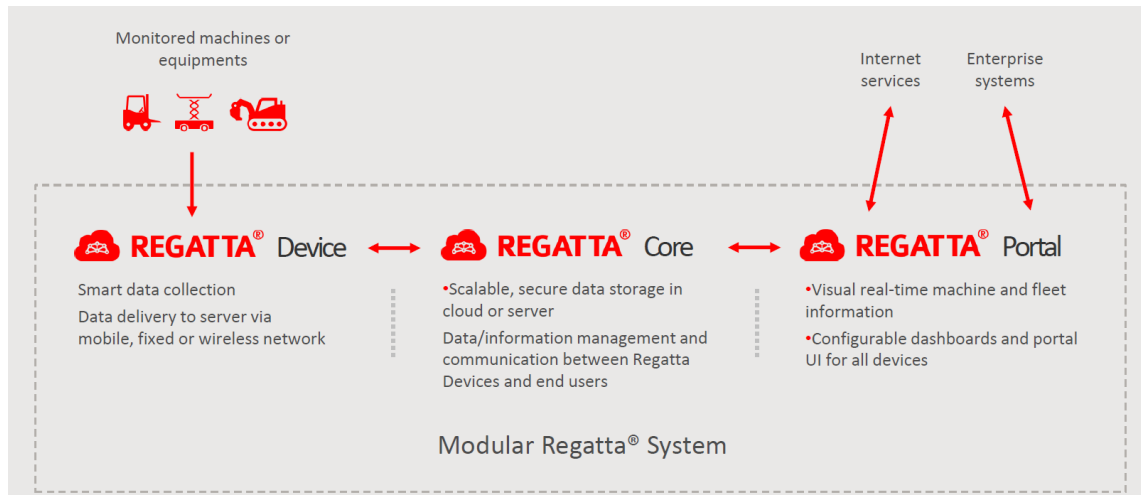 Monitored machines or
equipments
Internet
services
Enterprise
systems
REGATTA® Device
REGATTA® Core
REGATTA® Portal
Smart data collection
Data delivery to server via
mobile, fixed or wireless network
•Scalable, secure data storage in
cloud or server
Data/information management and
communication between Regatta
Devices and end users
•Visual real-time machine and fleet
information
•Configurable dashboards and portal
UI for all devices
Modular Regatta® System